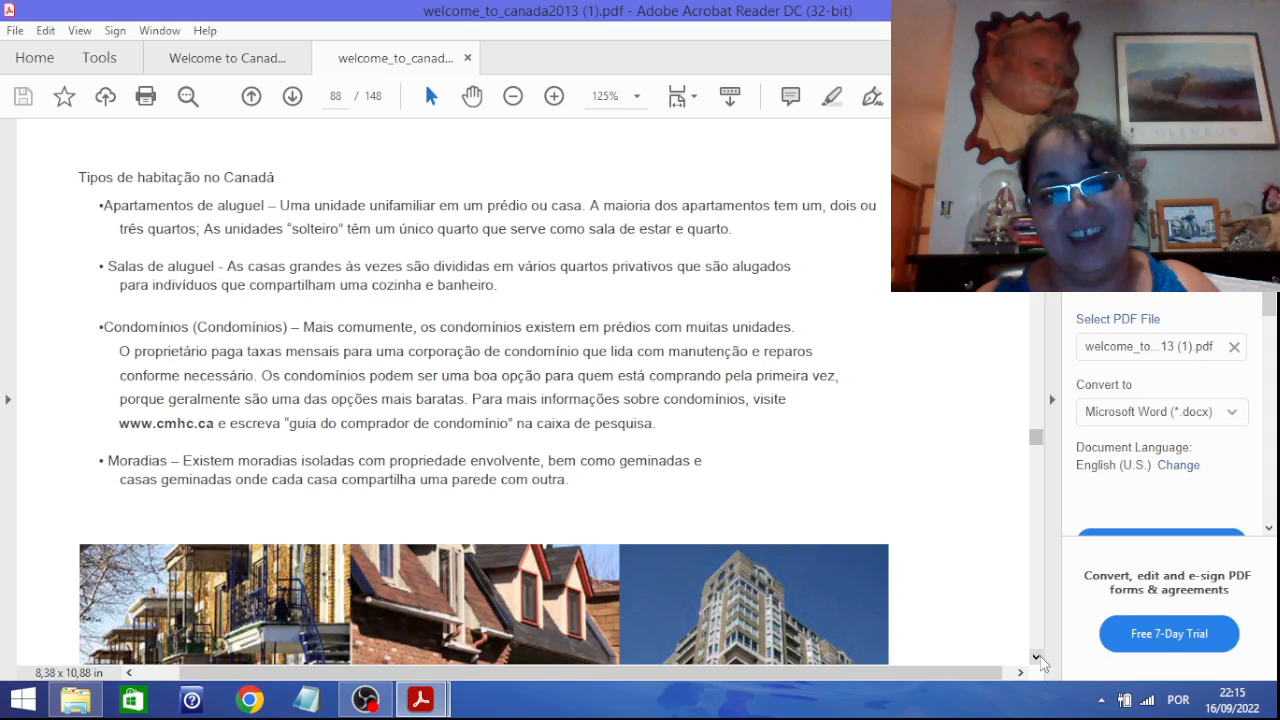 welcome_to_canada2013 (1).pdf - Adobe Acrobat Reader DC (32-bit)
File Edit View Sign Window Help
Home Tools Welcome to Canad... welcome_to_canad... ×
88 / 148 125%
Tipos de habitação no Canadá
•Apartamentos de aluguel – Uma unidade unifamiliar em um prédio ou casa. A maioria dos apartamentos tem um, dois ou
três quartos; As unidades “solteiro” têm um único quarto que serve como sala de estar e quarto.
• Salas de aluguel - As casas grandes às vezes são divididas em vários quartos privativos que são alugados
para indivíduos que compartilham uma cozinha e banheiro.
•Condomínios (Condomínios) – Mais comumente, os condomínios existem em prédios com muitas unidades.
O proprietário paga taxas mensais para uma corporação de condomínio que lida com manutenção e reparos
conforme necessário. Os condomínios podem ser uma boa opção para quem está comprando pela primeira vez,
porque geralmente são uma das opções mais baratas. Para mais informações sobre condomínios, visite
www.cmhc.ca e escreva “guia do comprador de condomínio” na caixa de pesquisa.
• Moradias – Existem moradias isoladas com propriedade envolvente, bem como geminadas e
casas geminadas onde cada casa compartilha uma parede com outra.
8,38 x 10,88 in
GLENBOW
Select PDF File
welcome_to...13 (1).pdf
Convert to
Microsoft Word (*.docx)
Document Language:
English (U.S.) Change
Convert, edit and e-sign PDF
forms & agreements
Free 7-Day Trial
POR
22:15
16/09/2022